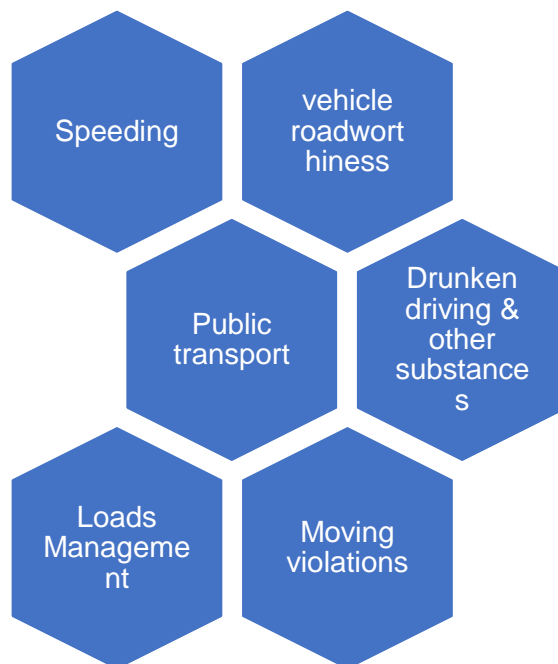 Speeding
vehicle
roadwort
hiness
Public
transport
Drunken
driving &
other
substance
s
Loads
Manageme
nt
Moving
violations